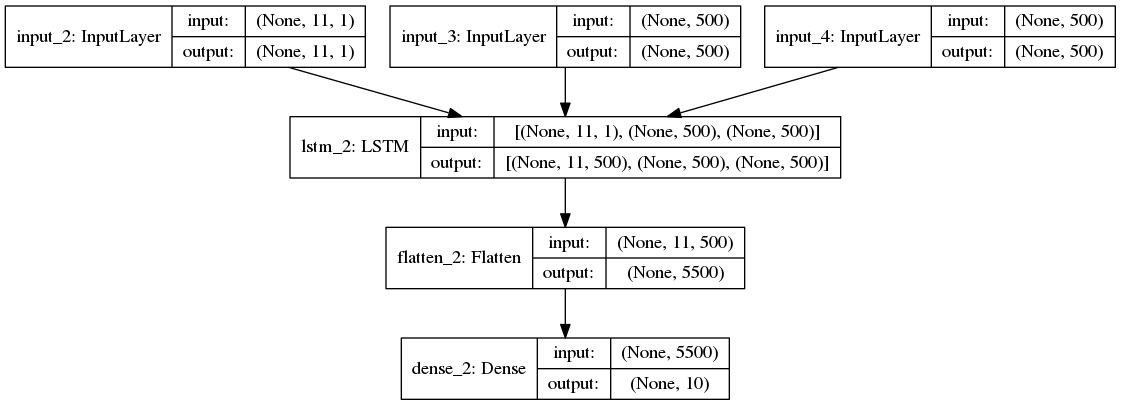 input_2: InputLayer
input: (None, 11, 1)
output: (None, 11, 1)
input_3: InputLayer
input: (None, 500)
output: (None, 500)
input_4: InputLayer
input: (None, 500)
output: (None, 500)
lstm_2: LSTM
input: [(None, 11, 1), (None, 500), (None, 500)]
output: [(None, 11, 500), (None, 500), (None, 500)]
flatten_2: Flatten
input: (None, 11, 500)
output: (None, 5500)
dense_2: Dense
input: (None, 5500)
output: (None, 10)